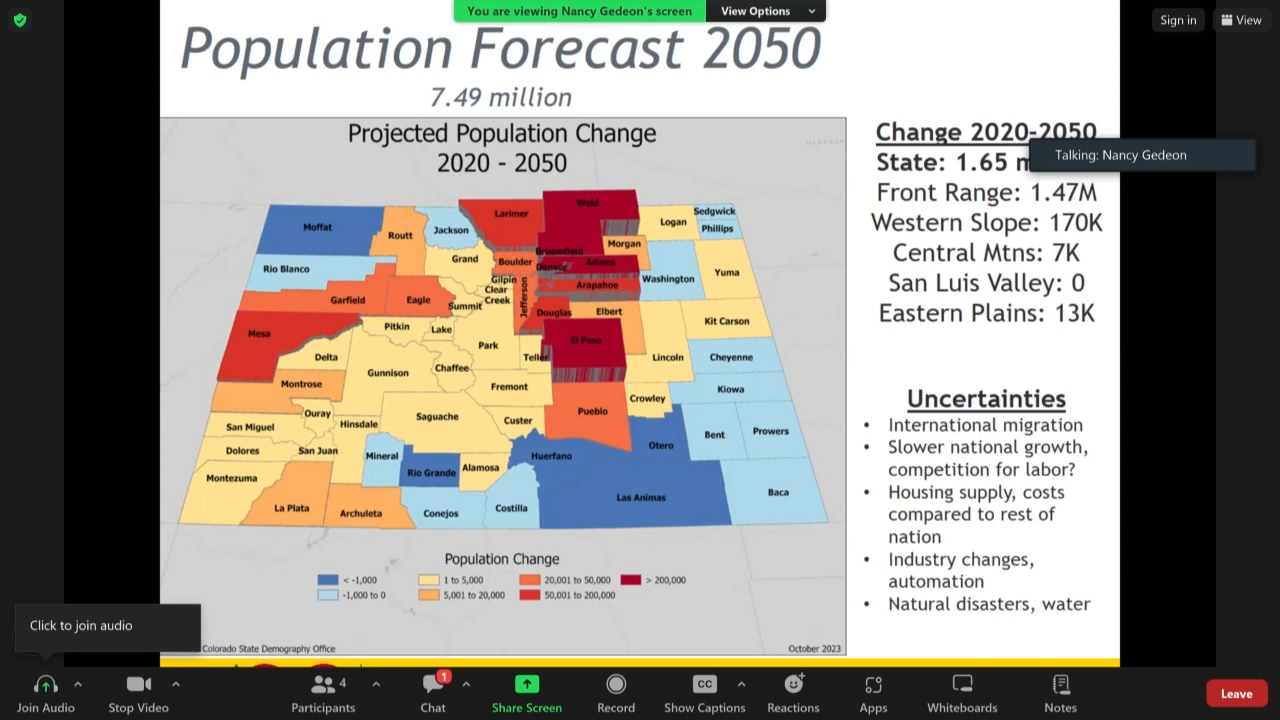 You are viewing Nancy Gedeon's screen
View Options
Sign in
View
Population Forecast 2050
7.49 million
Projected Population Change
2020 - 2050
Moffat
Routt
Jackson
Larimer
Weld
Logan
Sedgwick
Phillips
Morgan
Rio Blanco
Grand
Boulder
Broomfield
Denver
Adams
Washington
Yuma
Garfield
Eagle
Gilpin
Clear
Creek
Summit
Jefferson
Arapahoe
Douglas
Elbert
Kit Carson
Mesa
Pitkin
Lake
Park
Teller
El Paso
Lincoln
Cheyenne
Delta
Gunnison
Chaffee
Fremont
Kiowa
Montrose
Crowley
Pueblo
Ouray
Hinsdale
Saguache
Custer
San Miguel
Otero
Bent
Prowers
Dolores
San Juan
Mineral
Rio Grande
Alamosa
Huerfano
Montezuma
La Plata
Archuleta
Conejos
Costilla
Las Animas
Baca
Population Change
< -1,000
1 to 5,000
20,001 to 50,000
> 200,000
-1,000 to 0
5,001 to 20,000
50,001 to 200,000
Colorado State Demography Office
October 2023
Change 2020-2050
State: 1.65 m
Talking: Nancy Gedeon
Front Range: 1.47M
Western Slope: 170K
Central Mtns: 7K
San Luis Valley: 0
Eastern Plains: 13K
Uncertainties
• International migration
• Slower national growth,
competition for labor?
• Housing supply, costs
compared to rest of
nation
• Industry changes,
automation
• Natural disasters, water
Click to join audio
Join Audio
Stop Video
4
Participants
1
Chat
Share Screen
Record
CC
Show Captions
Reactions
Apps
Whiteboards
Notes
Leave